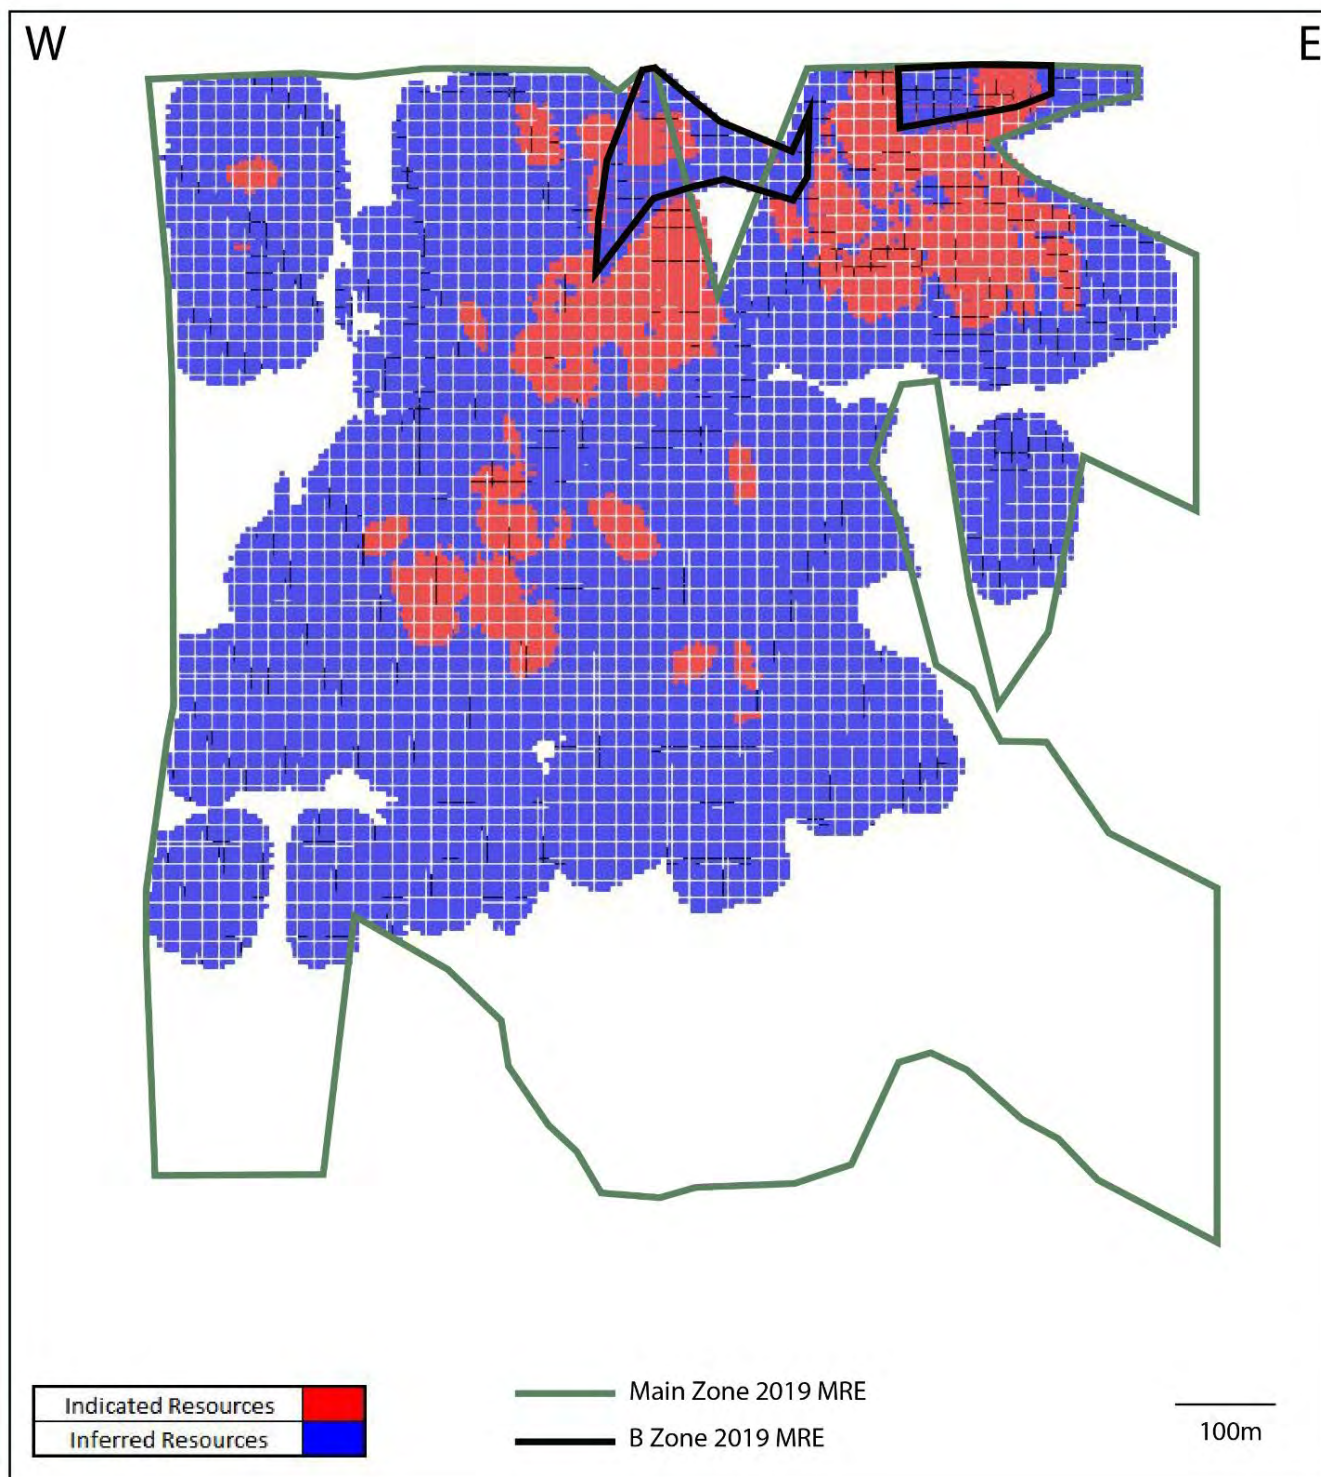 W
E
Indicated Resources
Inferred Resources
Main Zone 2019 MRE
B Zone 2019 MRE
100m